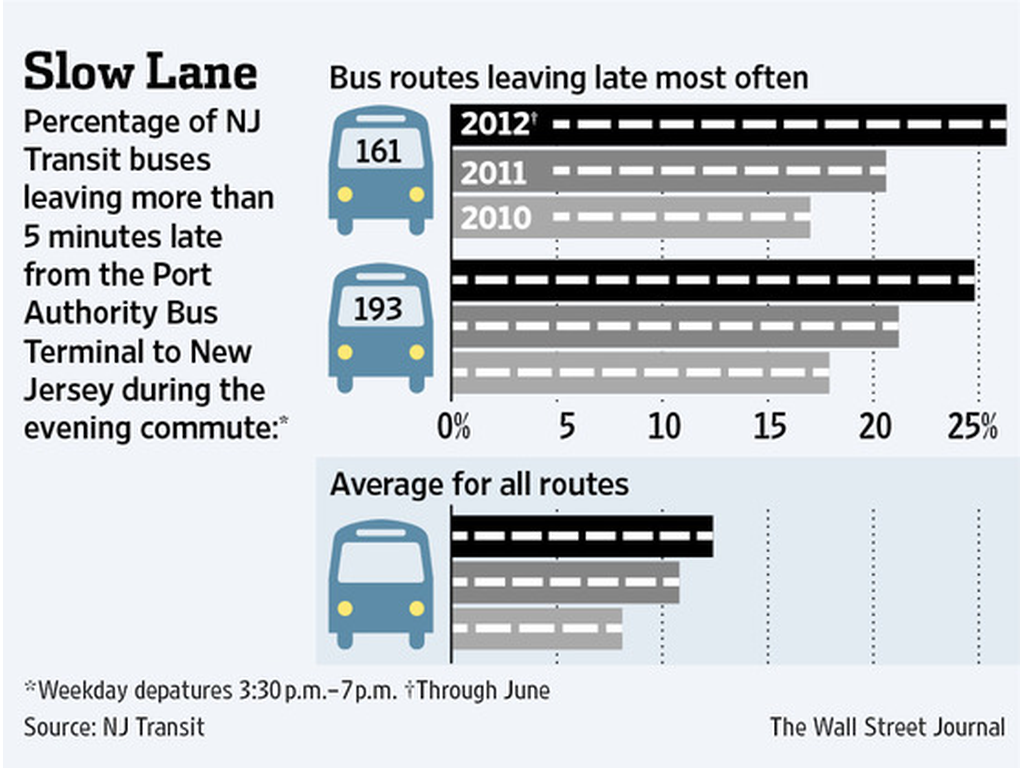 Slow Lane
Percentage of NJ
Transit buses
leaving more than
5 minutes late
from the Port
Authority Bus
Terminal to New
Jersey during the
evening commute:*
Bus routes leaving late most often
161
2012†
2011
2010
193
0% 5 10 15 20 25%
Average for all routes
*Weekday depatures 3:30 p.m.–7 p.m. †Through June
Source: NJ Transit
The Wall Street Journal